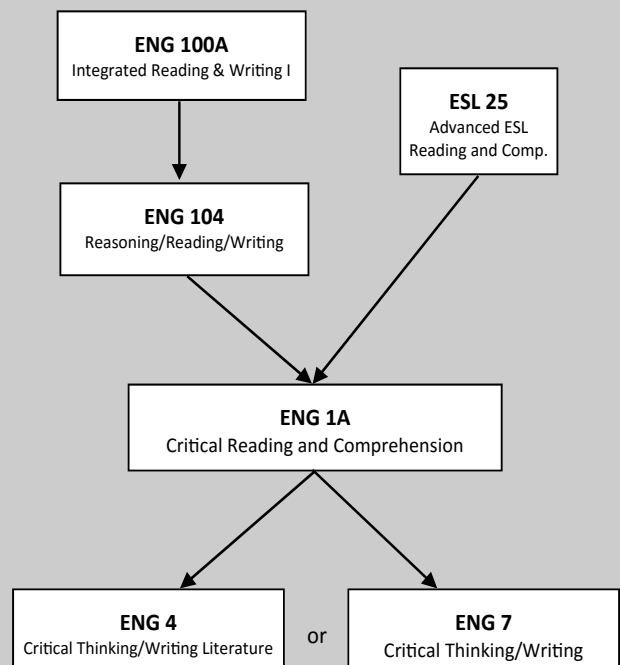 ENG 100A
Integrated Reading & Writing I
ESL 25
Advanced ESL
Reading and Comp.
ENG 104
Reasoning/Reading/Writing
ENG 1A
Critical Reading and Comprehension
ENG 4
Critical Thinking/Writing Literature
or
ENG 7
Critical Thinking/Writing